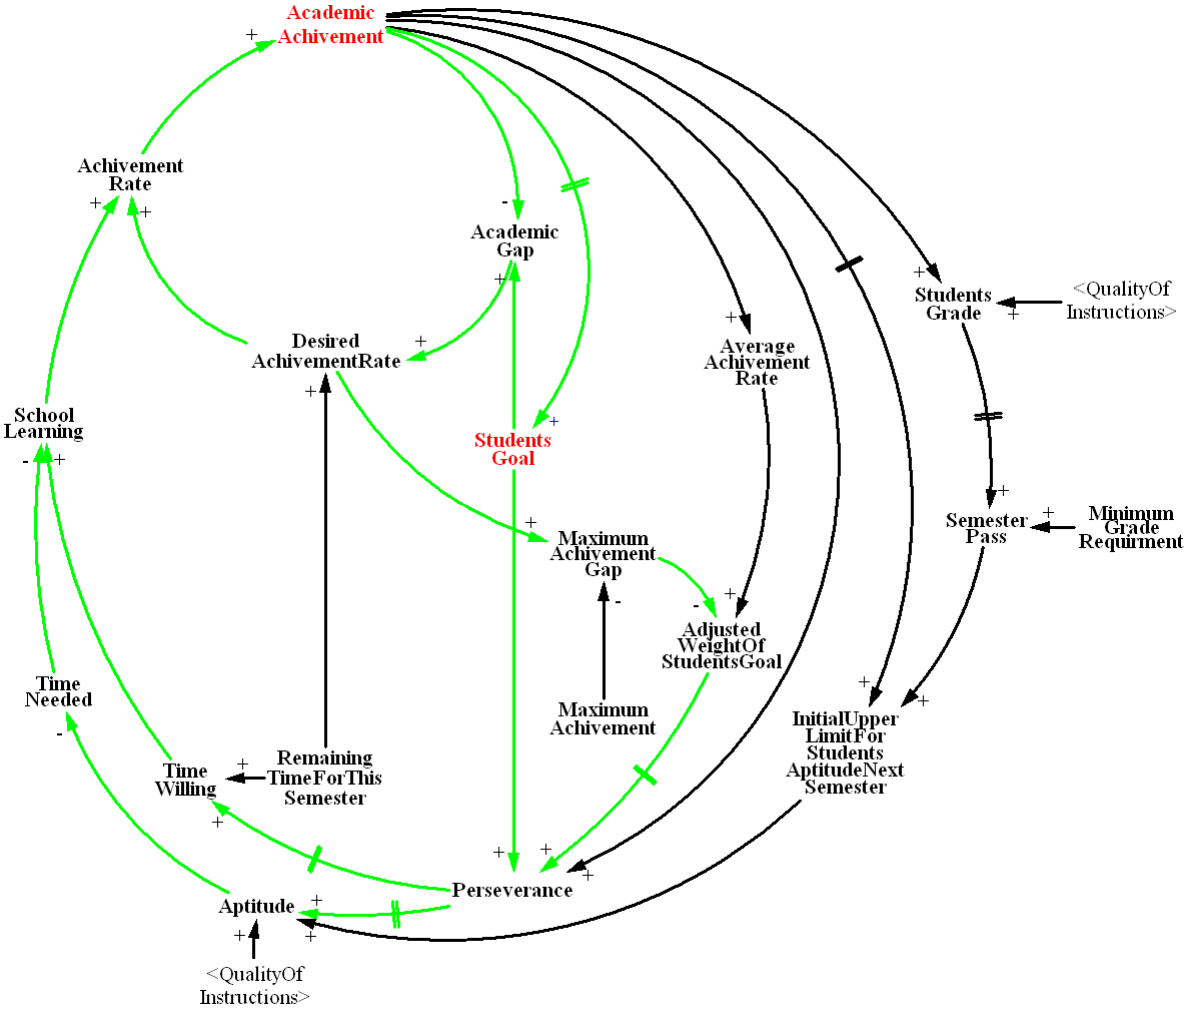 Academic
Achivement
+
Achivement
Rate
+
+
-
Academic
Gap
+
+
Students
Grade
<QualityOf
Instructions>
+
Desired
AchivementRate
+
+
+
Average
Achivement
Rate
School
Learning
-
+
Students
Goal
+
+
Maximum
Achivement
Gap
-
+
Semester
Pass
+
Minimum
Grade
Requirment
-
+
Adjusted
WeightOf
StudentsGoal
Time
Needed
-
Maximum
Achivement
+
+
InitialUpper
LimitFor
Students
AptitudeNext
Semester
Time
Willing
+
Remaining
TimeForThis
Semester
+
+
+
+
Perseverance
Aptitude
+
+
+
<QualityOf
Instructions>